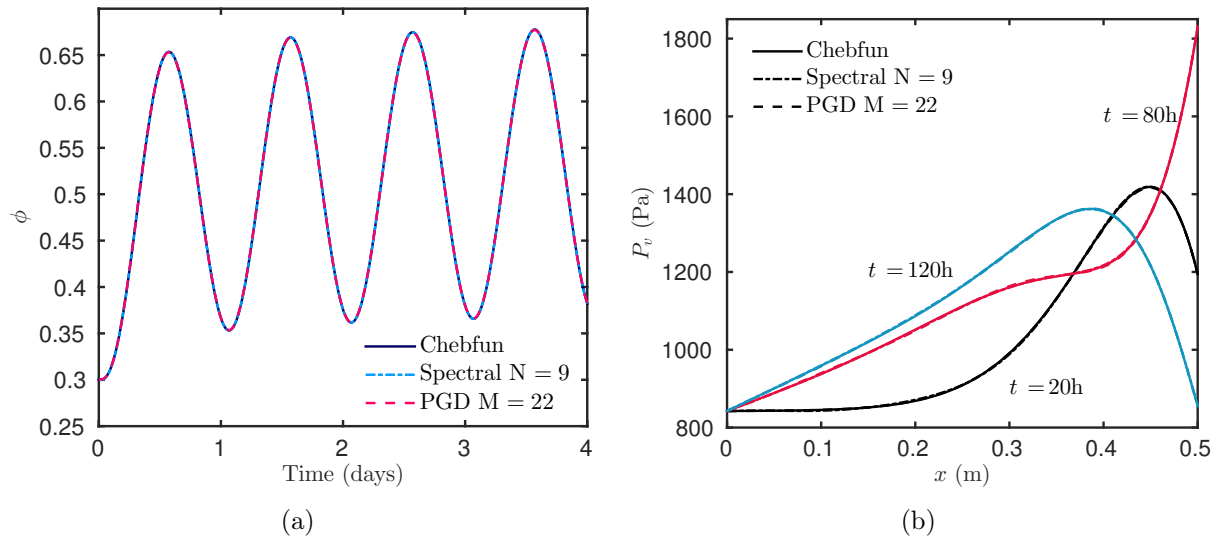 0.65
0.6
0.55
0.5
0.45
0.4
0.35
0.3
0.25
ϕ
Chebfun
Spectral N = 9
PGD M = 22
0 1 2 3 4
Time (days)
(a)
1800
1600
1400
1200
1000
800
P_v (Pa)
Chebfun
Spectral N = 9
PGD M = 22
t = 80h
t = 120h
t = 20h
0 0.1 0.2 0.3 0.4 0.5
x (m)
(b)